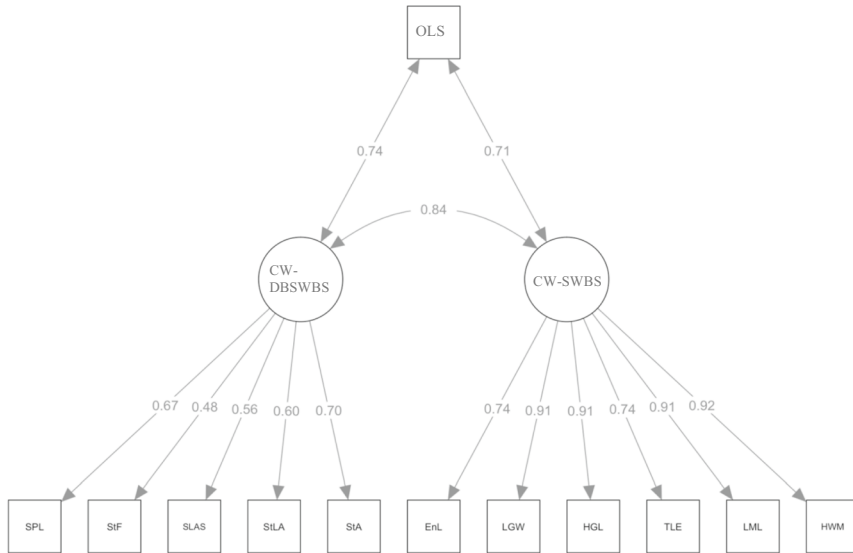 OLS
0.74
0.71
0.84
CW-
DBSWBS
CW-SWBS
0.67
0.48
0.56
0.60
0.70
0.74
0.91
0.91
0.74
0.91
0.92
SPL
StF
SLAS
StLA
StA
EnL
LGW
HGL
TLE
LML
HWM